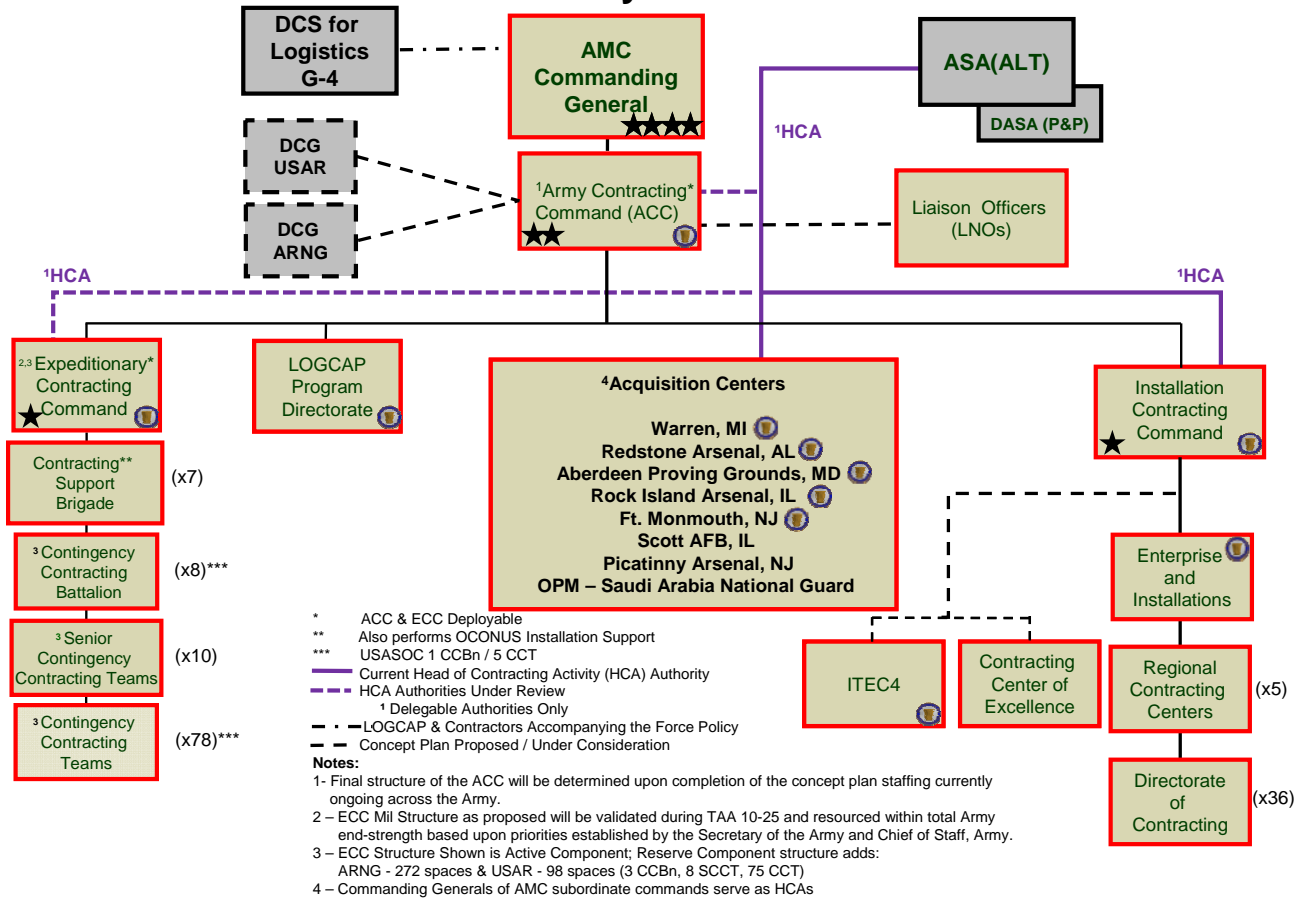 DCS for
Logistics
G-4
AMC
Commanding
General
ASA(ALT)
DASA (P&P)
¹HCA
DCG
USAR
DCG
ARNG
¹Army Contracting*
Command (ACC)
Liaison Officers
(LNOs)
¹HCA
¹HCA
²,³ Expeditionary*
Contracting
Command
LOGCAP
Program
Directorate
⁴Acquisition Centers
Warren, MI
Redstone Arsenal, AL
Aberdeen Proving Grounds, MD
Rock Island Arsenal, IL
Ft. Monmouth, NJ
Scott AFB, IL
Picatinny Arsenal, NJ
OPM – Saudi Arabia National Guard
Installation
Contracting
Command
Contracting**
Support
Brigade
(x7)
³ Contingency
Contracting
Battalion
(x8)***
³ Senior
Contingency
Contracting Teams
(x10)
³ Contingency
Contracting
Teams
(x78)***
Enterprise
and
Installations
ITEC4
Contracting
Center of
Excellence
Regional
Contracting
Centers
(x5)
Directorate
of
Contracting
(x36)
* ACC & ECC Deployable
** Also performs OCONUS Installation Support
*** USASOC 1 CCBn / 5 CCT
Current Head of Contracting Activity (HCA) Authority
HCA Authorities Under Review
¹ Delegable Authorities Only
LOGCAP & Contractors Accompanying the Force Policy
Concept Plan Proposed / Under Consideration
Notes:
1- Final structure of the ACC will be determined upon completion of the concept plan staffing currently
ongoing across the Army.
2 – ECC Mil Structure as proposed will be validated during TAA 10-25 and resourced within total Army
end-strength based upon priorities established by the Secretary of the Army and Chief of Staff, Army.
3 – ECC Structure Shown is Active Component; Reserve Component structure adds:
ARNG - 272 spaces & USAR - 98 spaces (3 CCBn, 8 SCCT, 75 CCT)
4 – Commanding Generals of AMC subordinate commands serve as HCAs